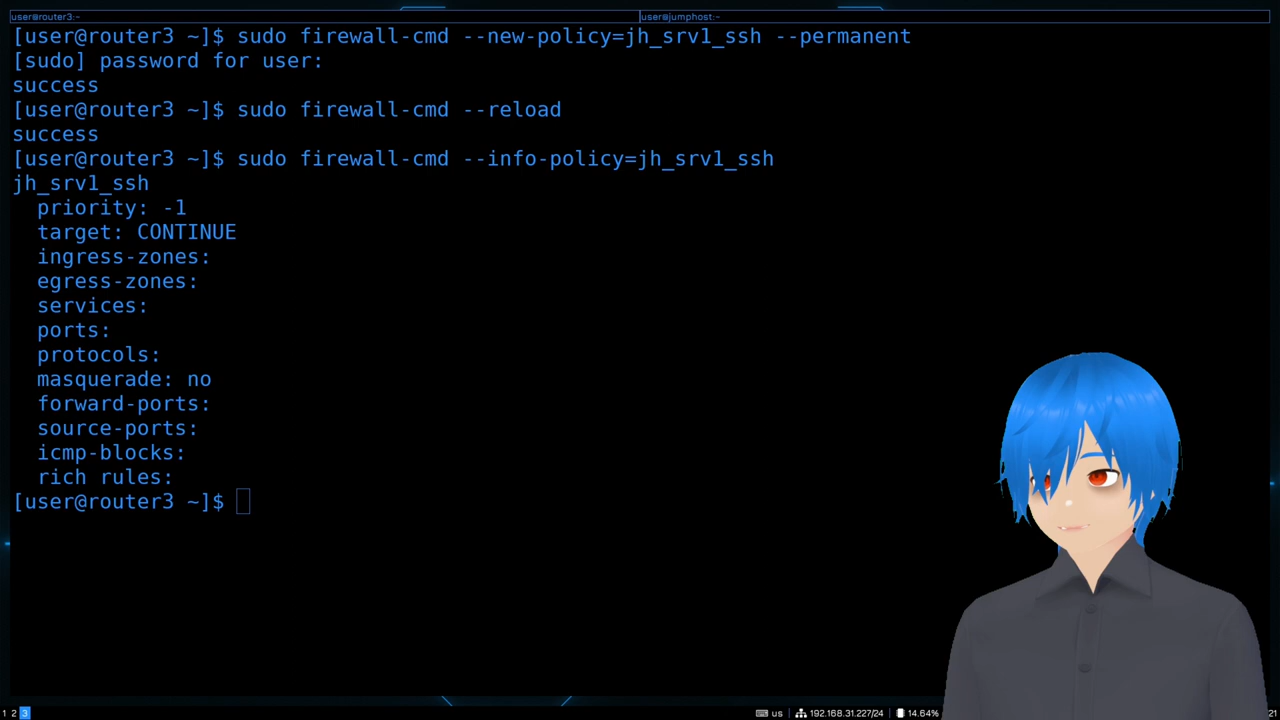 user@router3:~
user@jumphost:~
[user@router3 ~]$ sudo firewall-cmd --new-policy=jh_srv1_ssh --permanent
[sudo] password for user:
success
[user@router3 ~]$ sudo firewall-cmd --reload
success
[user@router3 ~]$ sudo firewall-cmd --info-policy=jh_srv1_ssh
jh_srv1_ssh
  priority: -1
  target: CONTINUE
  ingress-zones:
  egress-zones:
  services:
  ports:
  protocols:
  masquerade: no
  forward-ports:
  source-ports:
  icmp-blocks:
  rich rules:
[user@router3 ~]$
1 2 3 us 192.168.31.227/24 14.64% 21